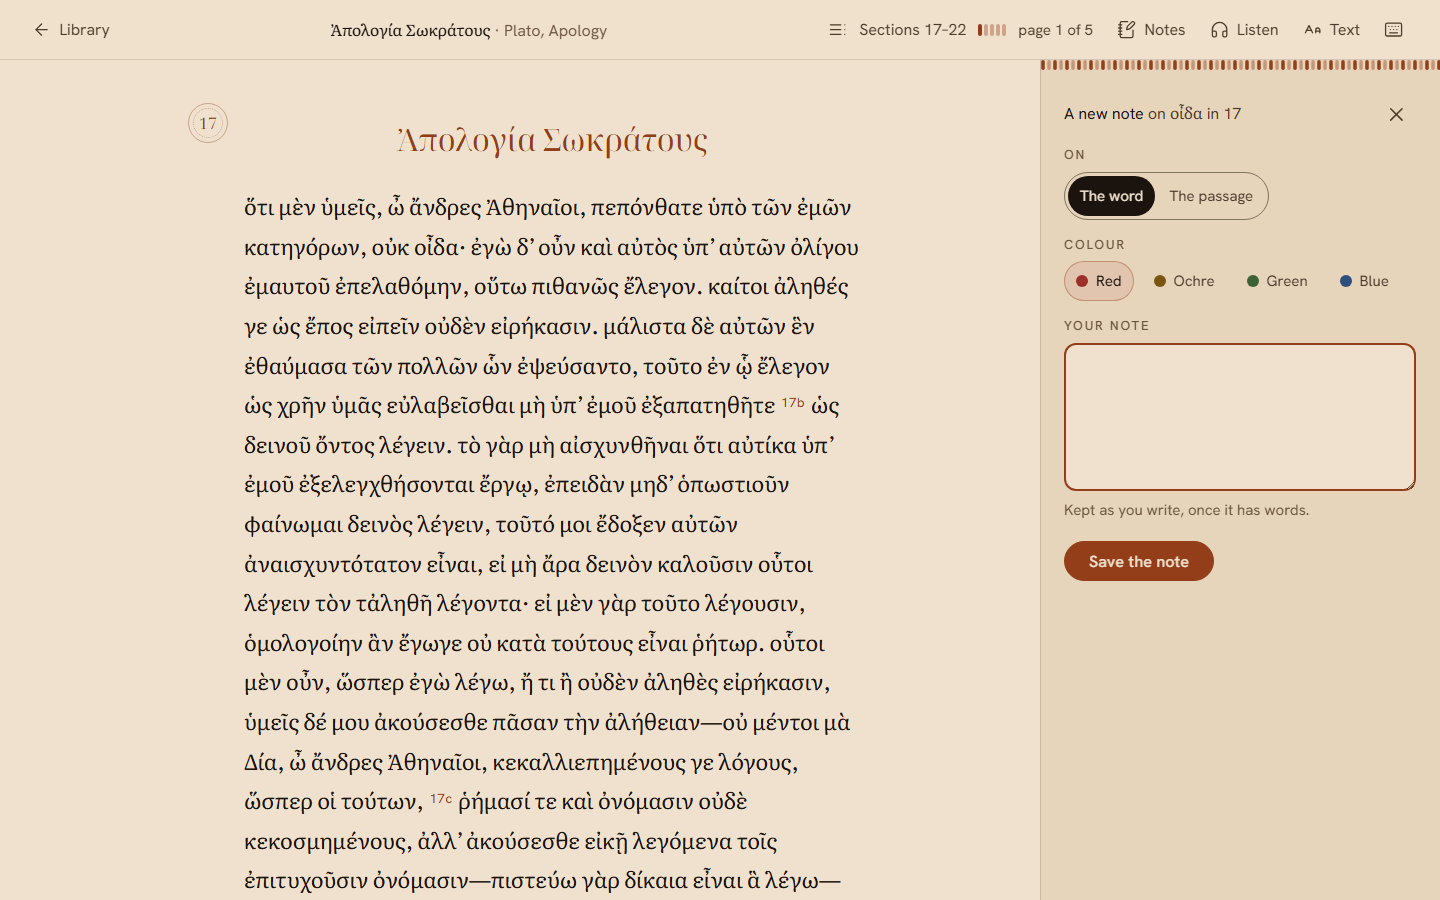 Library
Ἀπολογία Σωκράτους · Plato, Apology
Sections 17–22
page 1 of 5
Notes
Listen
Text
17
Ἀπολογία Σωκράτους
ὅτι μὲν ὑμεῖς, ὦ ἄνδρες Ἀθηναῖοι, πεπόνθατε ὑπὸ τῶν ἐμῶν
κατηγόρων, οὐκ οἶδα· ἐγὼ δ’ οὖν καὶ αὐτὸς ὑπ’ αὐτῶν ὀλίγου
ἐμαυτοῦ ἐπελαθόμην, οὕτω πιθανῶς ἔλεγον. καίτοι ἀληθές
γε ὡς ἔπος εἰπεῖν οὐδὲν εἰρήκασιν. μάλιστα δὲ αὐτῶν ἓν
ἐθαύμασα τῶν πολλῶν ὧν ἐψεύσαντο, τοῦτο ἐν ᾧ ἔλεγον
ὡς χρῆν ὑμᾶς εὐλαβεῖσθαι μὴ ὑπ’ ἐμοῦ ἐξαπατηθῆτε 17b ὡς
δεινοῦ ὄντος λέγειν. τὸ γὰρ μὴ αἰσχυνθῆναι ὅτι αὐτίκα ὑπ’
ἐμοῦ ἐξελεγχθήσονται ἔργῳ, ἐπειδὰν μηδ’ ὁπωστιοῦν
φαίνωμαι δεινὸς λέγειν, τοῦτό μοι ἔδοξεν αὐτῶν
ἀναισχυντότατον εἶναι, εἰ μὴ ἄρα δεινὸν καλοῦσιν οὗτοι
λέγειν τὸν τἀληθῆ λέγοντα· εἰ μὲν γὰρ τοῦτο λέγουσιν,
ὁμολογοίην ἂν ἔγωγε οὐ κατὰ τούτους εἶναι ῥήτωρ. οὗτοι
μὲν οὖν, ὥσπερ ἐγὼ λέγω, ἤ τι ἢ οὐδὲν ἀληθὲς εἰρήκασιν,
ὑμεῖς δέ μου ἀκούσεσθε πᾶσαν τὴν ἀλήθειαν—οὐ μέντοι μὰ
Δία, ὦ ἄνδρες Ἀθηναῖοι, κεκαλλιεπημένους γε λόγους,
ὥσπερ οἱ τούτων, 17c ῥήμασί τε καὶ ὀνόμασιν οὐδὲ
κεκοσμημένους, ἀλλ’ ἀκούσεσθε εἰκῇ λεγόμενα τοῖς
ἐπιτυχοῦσιν ὀνόμασιν—πιστεύω γὰρ δίκαια εἶναι ἃ λέγω—
A new note on οἶδα in 17
ON
The word
The passage
COLOUR
Red
Ochre
Green
Blue
YOUR NOTE
Kept as you write, once it has words.
Save the note